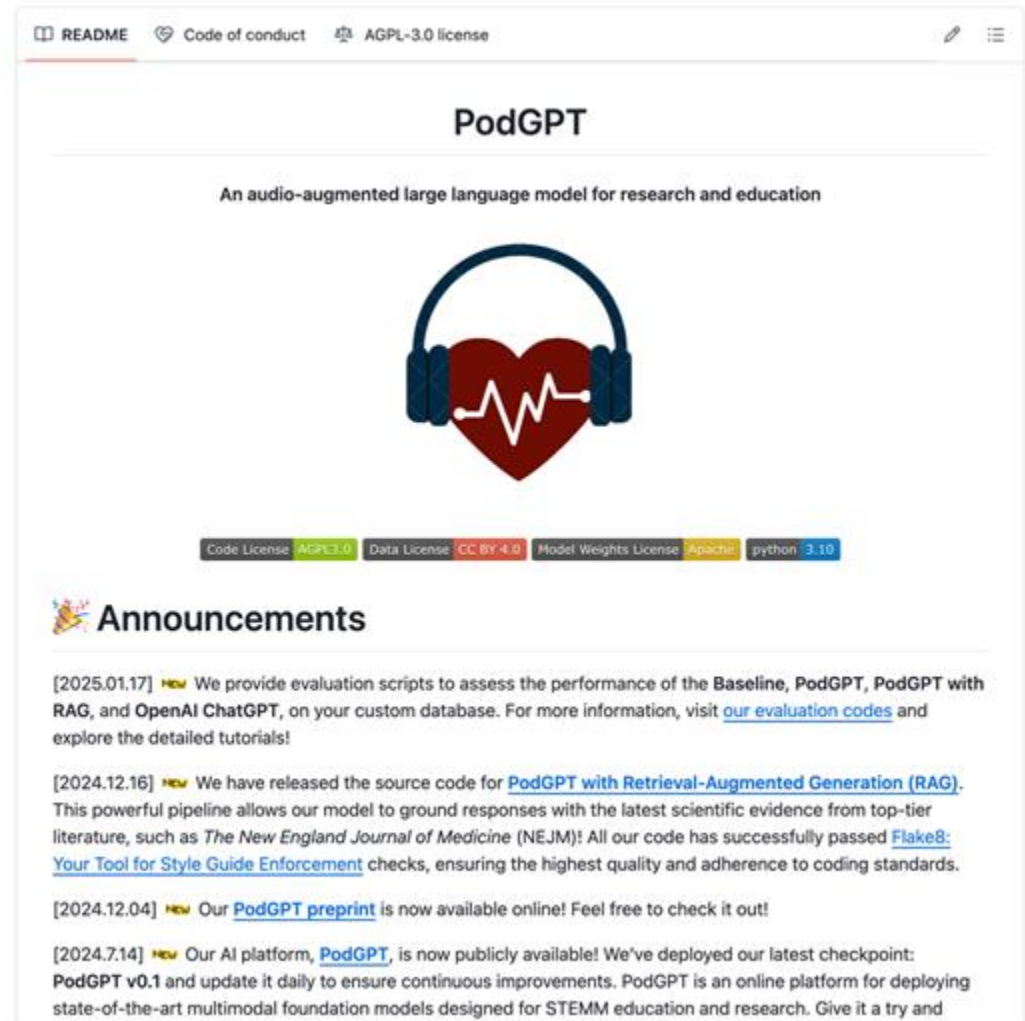 README Code of conduct AGPL-3.0 license
PodGPT
An audio-augmented large language model for research and education
Code License AGPL3.0 Data License CC BY 4.0 Model Weights License Apache python 3.10
🎉 Announcements
[2025.01.17] NEW We provide evaluation scripts to assess the performance of the Baseline, PodGPT, PodGPT with
RAG, and OpenAI ChatGPT, on your custom database. For more information, visit our evaluation codes and
explore the detailed tutorials!
[2024.12.16] NEW We have released the source code for PodGPT with Retrieval-Augmented Generation (RAG).
This powerful pipeline allows our model to ground responses with the latest scientific evidence from top-tier
literature, such as The New England Journal of Medicine (NEJM)! All our code has successfully passed Flake8:
Your Tool for Style Guide Enforcement checks, ensuring the highest quality and adherence to coding standards.
[2024.12.04] NEW Our PodGPT preprint is now available online! Feel free to check it out!
[2024.7.14] NEW Our AI platform, PodGPT, is now publicly available! We've deployed our latest checkpoint:
PodGPT v0.1 and update it daily to ensure continuous improvements. PodGPT is an online platform for deploying
state-of-the-art multimodal foundation models designed for STEMM education and research. Give it a try and